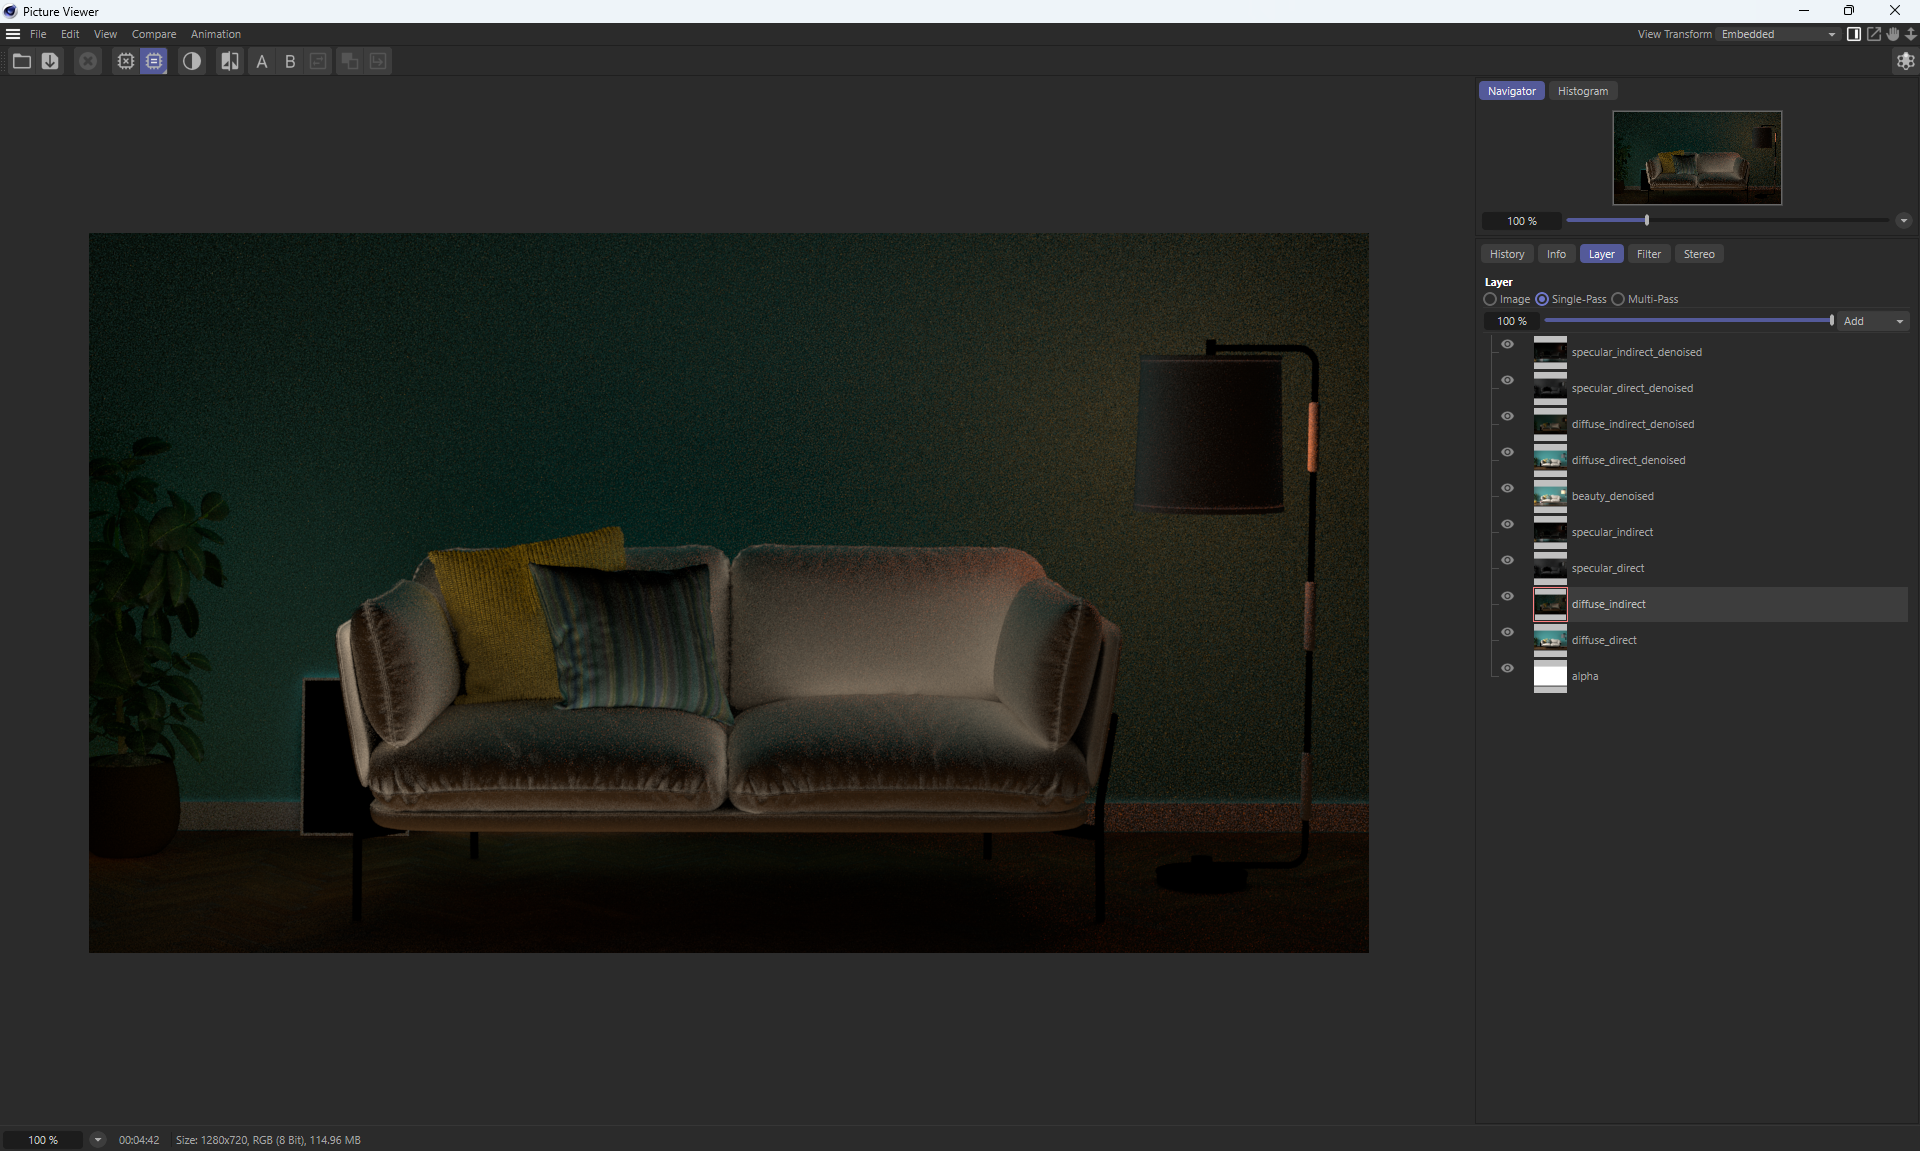 Picture Viewer
File Edit View Compare Animation
View Transform Embedded
A B
Navigator Histogram
100 %
History Info Layer Filter Stereo
Layer
Image Single-Pass Multi-Pass
100 % Add
specular_indirect_denoised
specular_direct_denoised
diffuse_indirect_denoised
diffuse_direct_denoised
beauty_denoised
specular_indirect
specular_direct
diffuse_indirect
diffuse_direct
alpha
100 % 00:04:42 Size: 1280x720, RGB (8 Bit), 114.96 MB